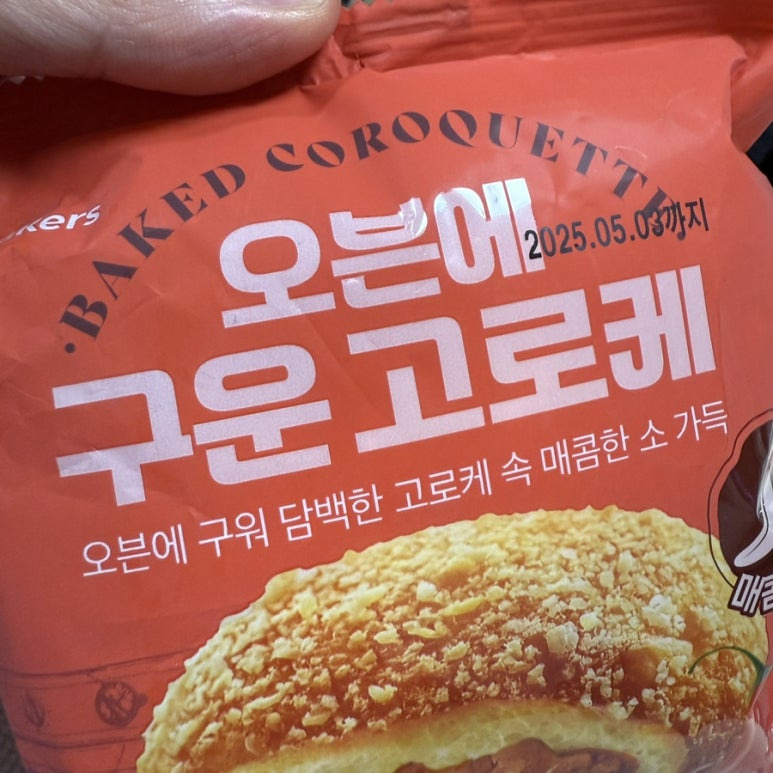 BAKED COROQUETTE
오븐에
2025.05.03까지
구운 고로케
오븐에 구워 담백한 고로케 속 매콤한 소 가득